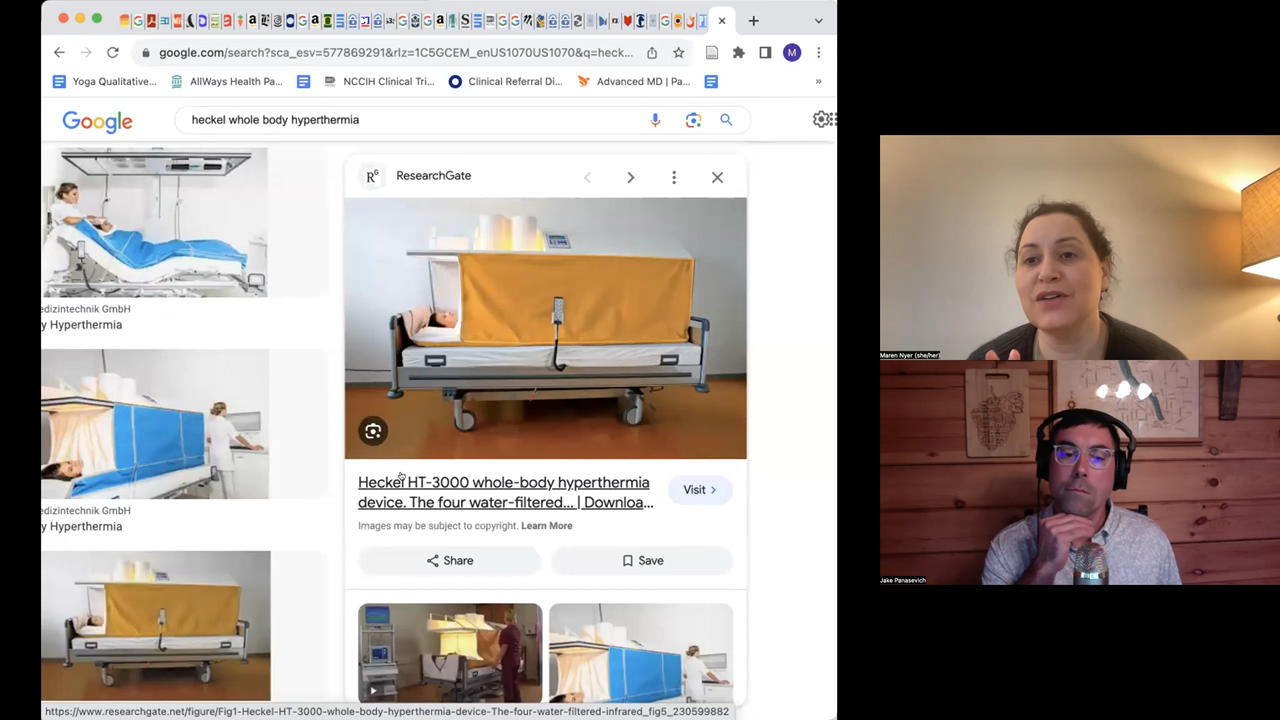 google.com/search?sca_esv=577869291&rlz=1C5GCEM_enUS1070US1070&q=heck...
M
Yoga Qualitative...
AllWays Health Pa...
NCCIH Clinical Tri...
Clinical Referral Di...
Advanced MD | Pa...
»
Google
heckel whole body hyperthermia
edizintechnik GmbH
y Hyperthermia
edizintechnik GmbH
y Hyperthermia
ResearchGate
Heckel HT-3000 whole-body hyperthermia
device. The four water-filtered... | Downloa...
Visit
Images may be subject to copyright. Learn More
Share
Save
https://www.researchgate.net/figure/Fig1-Heckel-HT-3000-whole-body-hyperthermia-device-The-four-water-filtered-infrared_fig5_230599882
Maren Nyer (she/her)
Jake Panasevich